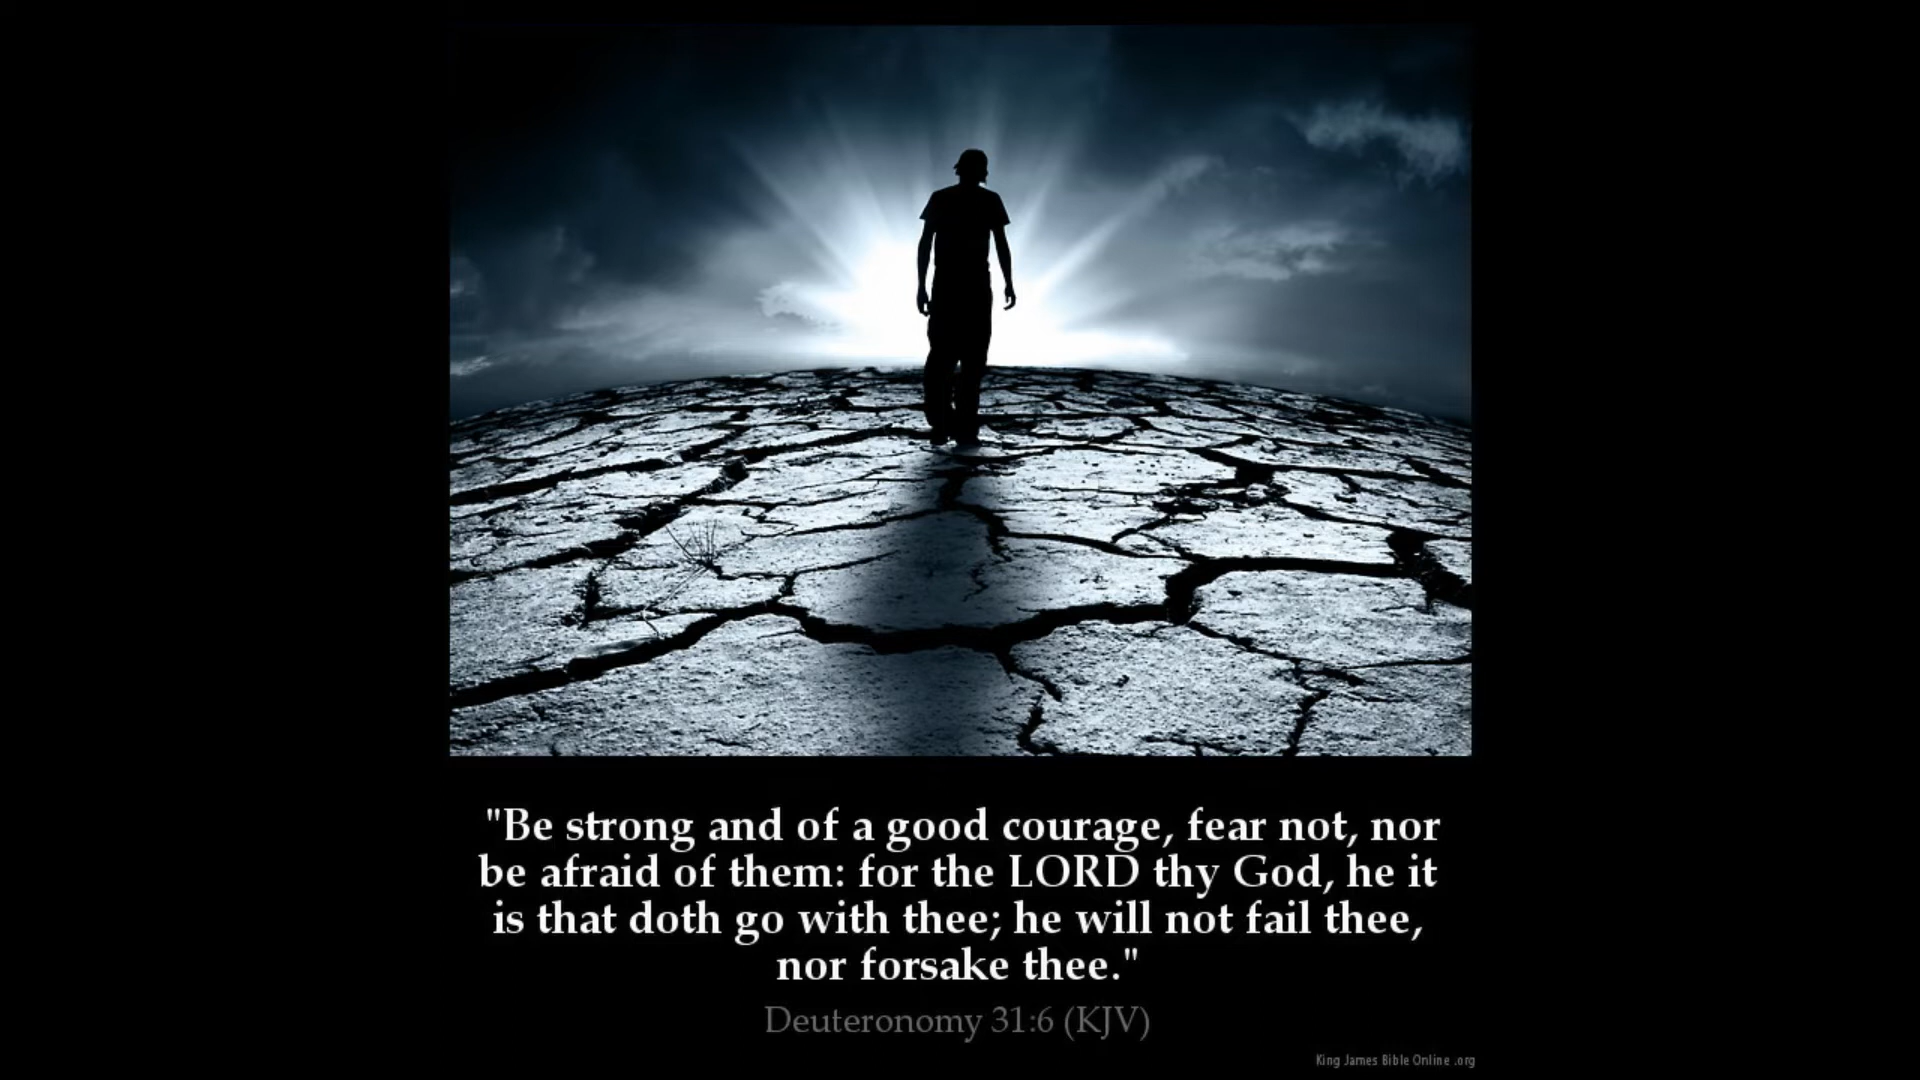 "Be strong and of a good courage, fear not, nor
be afraid of them: for the LORD thy God, he it
is that doth go with thee; he will not fail thee,
nor forsake thee."
Deuteronomy 31:6 (KJV)
King James Bible Online .org